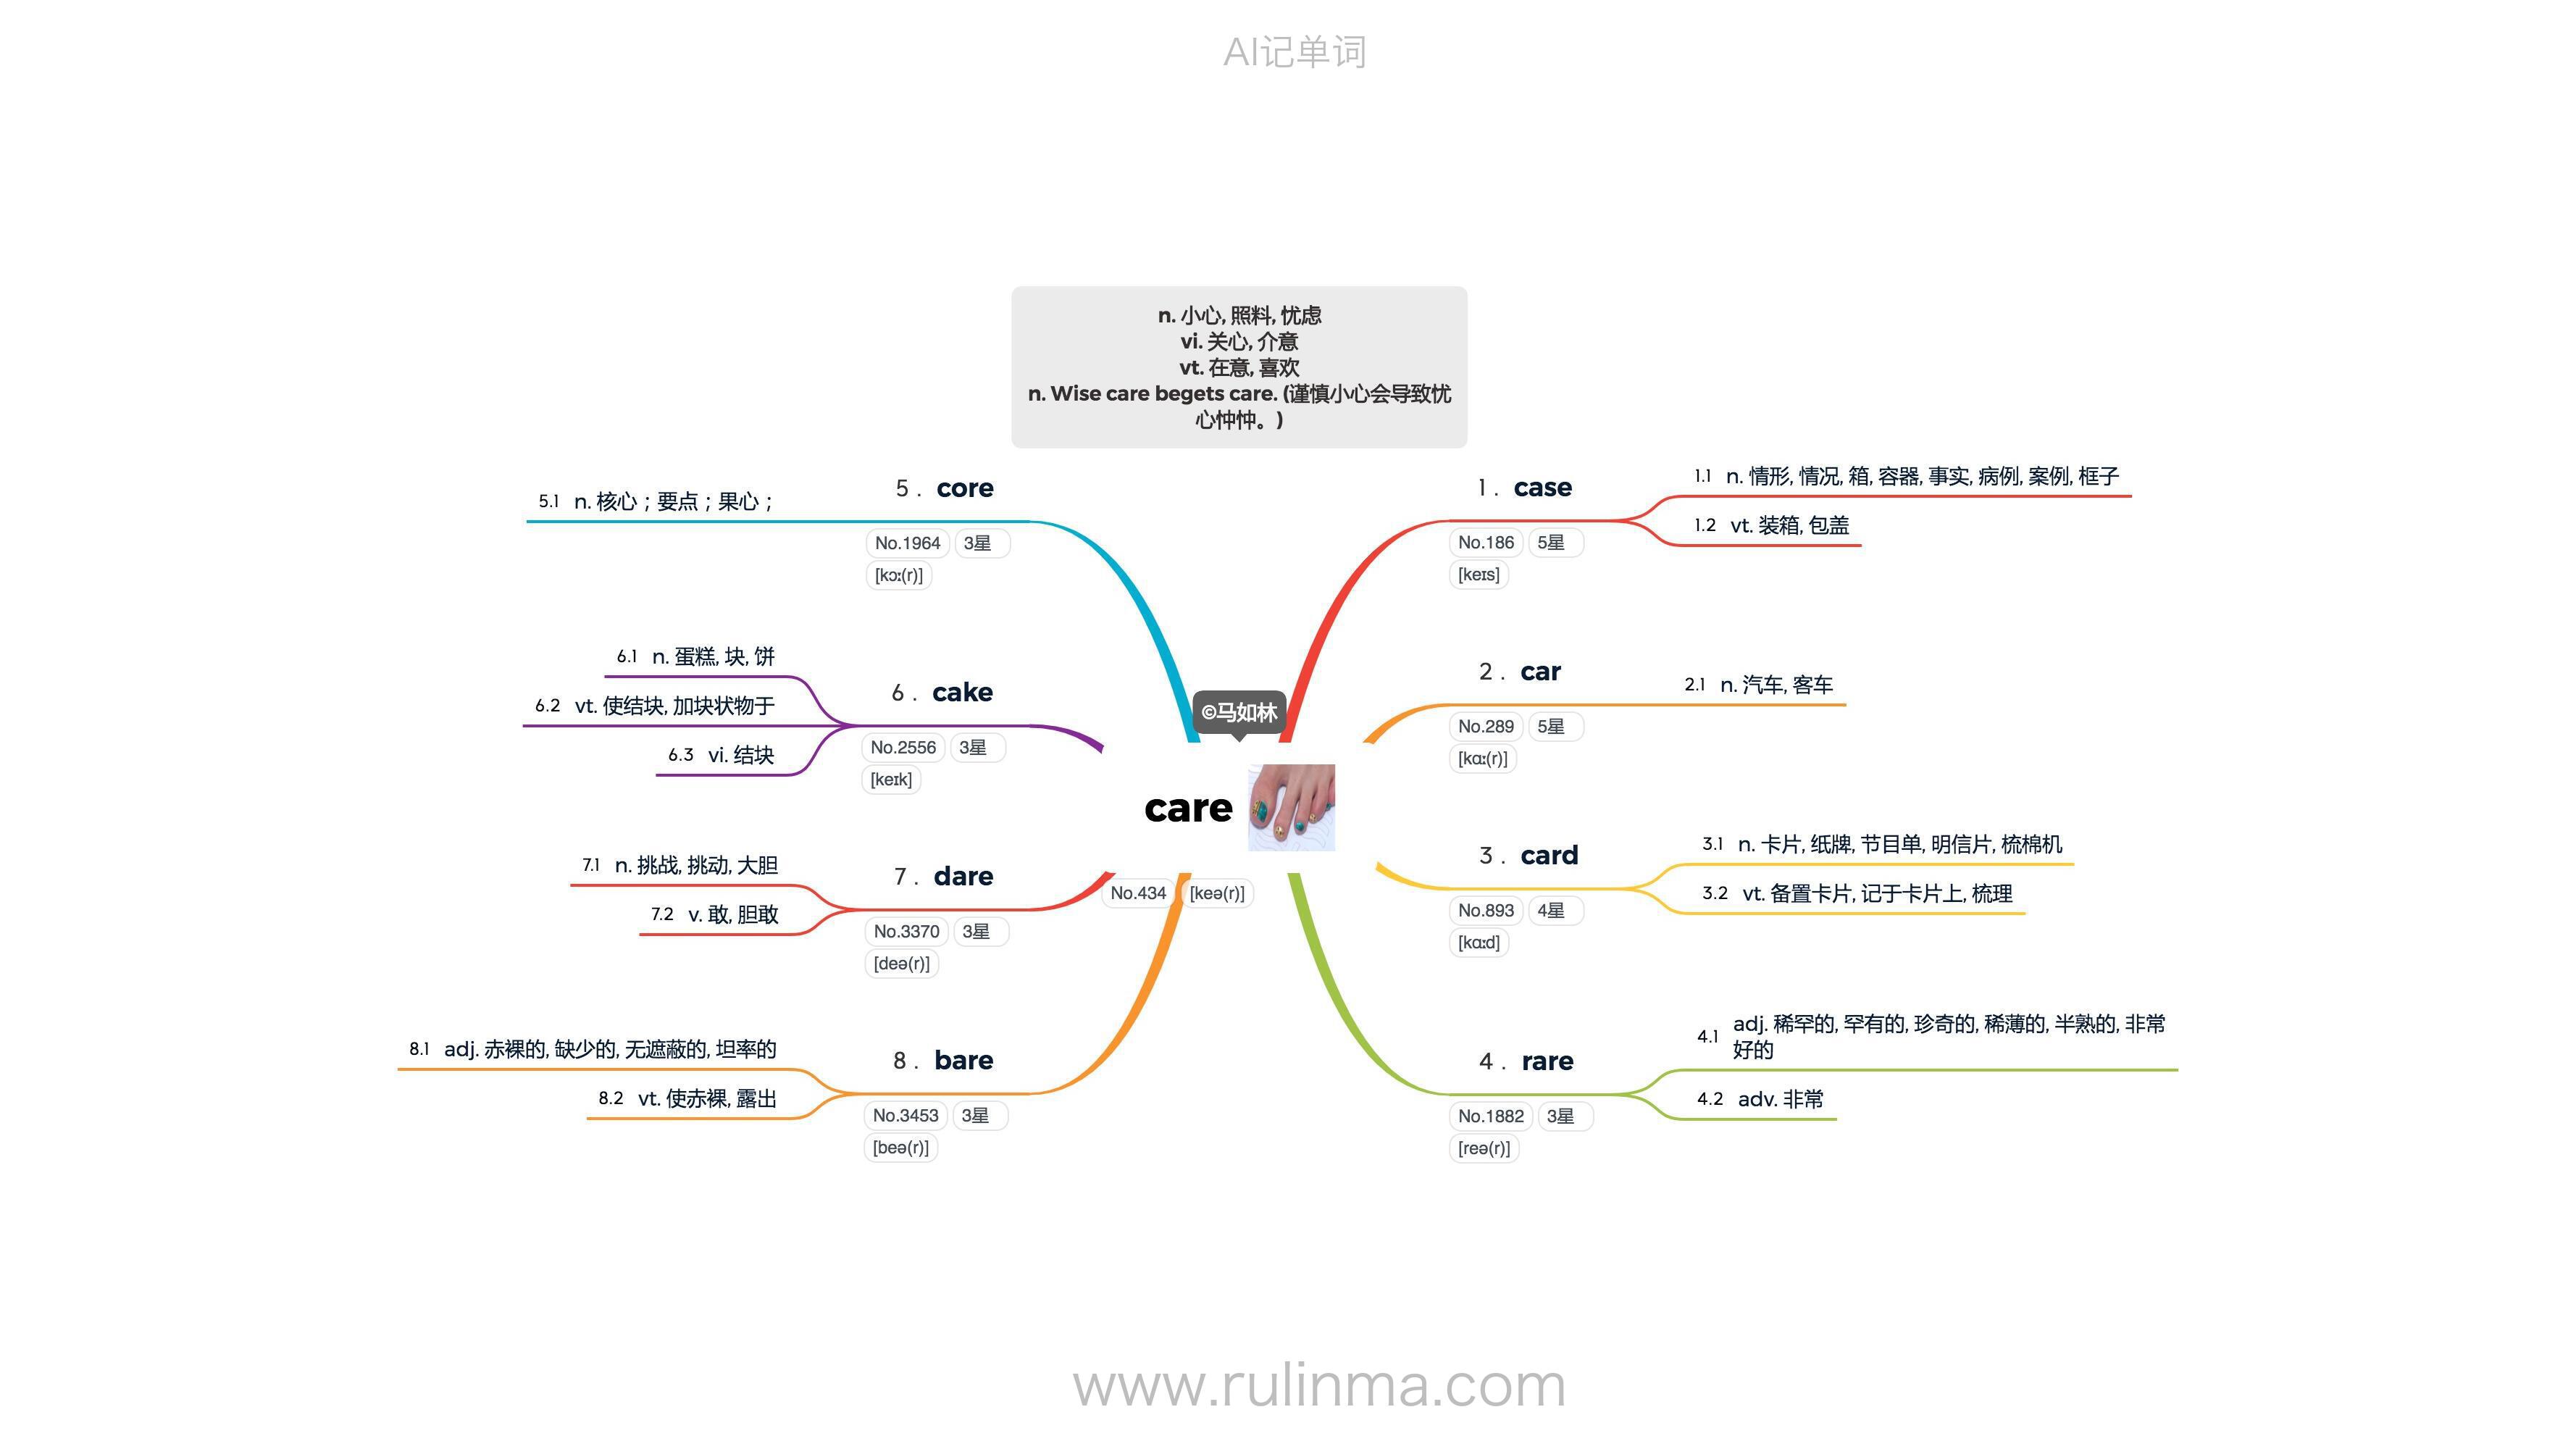 AI记单词
n. 小心, 照料, 忧虑
vi. 关心, 介意
vt. 在意, 喜欢
n. Wise care begets care. (谨慎小心会导致忧
心忡忡。)
©马如林
care
No.434 [keə(r)]
1 . case
No.186 5星
[keɪs]
1.1 n. 情形, 情况, 箱, 容器, 事实, 病例, 案例, 框子
1.2 vt. 装箱, 包盖
2 . car
No.289 5星
[kɑː(r)]
2.1 n. 汽车, 客车
3 . card
No.893 4星
[kɑːd]
3.1 n. 卡片, 纸牌, 节目单, 明信片, 梳棉机
3.2 vt. 备置卡片, 记于卡片上, 梳理
4 . rare
No.1882 3星
[reə(r)]
4.1 adj. 稀罕的, 罕有的, 珍奇的, 稀薄的, 半熟的, 非常
好的
4.2 adv. 非常
5 . core
No.1964 3星
[kɔː(r)]
5.1 n. 核心；要点；果心；
6 . cake
No.2556 3星
[keɪk]
6.1 n. 蛋糕, 块, 饼
6.2 vt. 使结块, 加块状物于
6.3 vi. 结块
7 . dare
No.3370 3星
[deə(r)]
7.1 n. 挑战, 挑动, 大胆
7.2 v. 敢, 胆敢
8 . bare
No.3453 3星
[beə(r)]
8.1 adj. 赤裸的, 缺少的, 无遮蔽的, 坦率的
8.2 vt. 使赤裸, 露出
www.rulinma.com